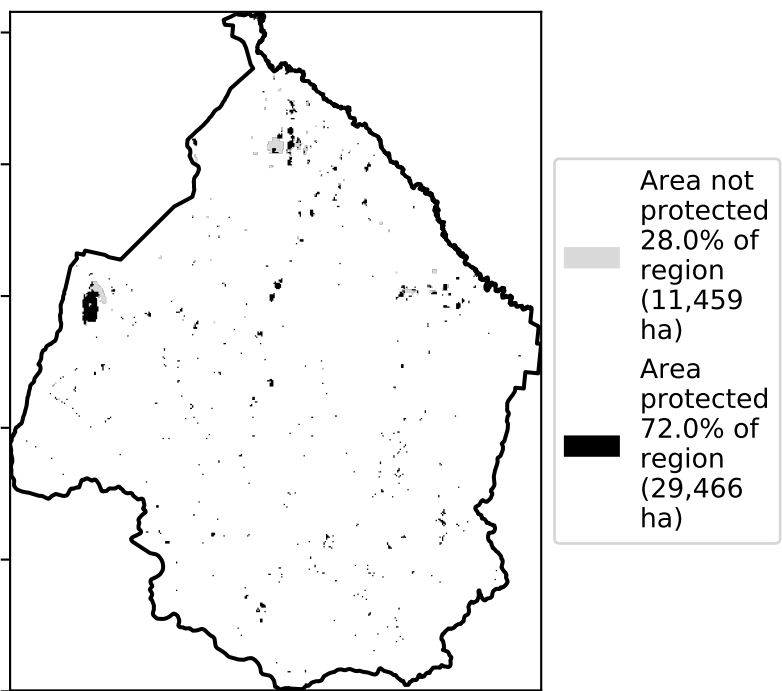 Area not
protected
28.0% of
region
(11,459
ha)
Area
protected
72.0% of
region
(29,466
ha)